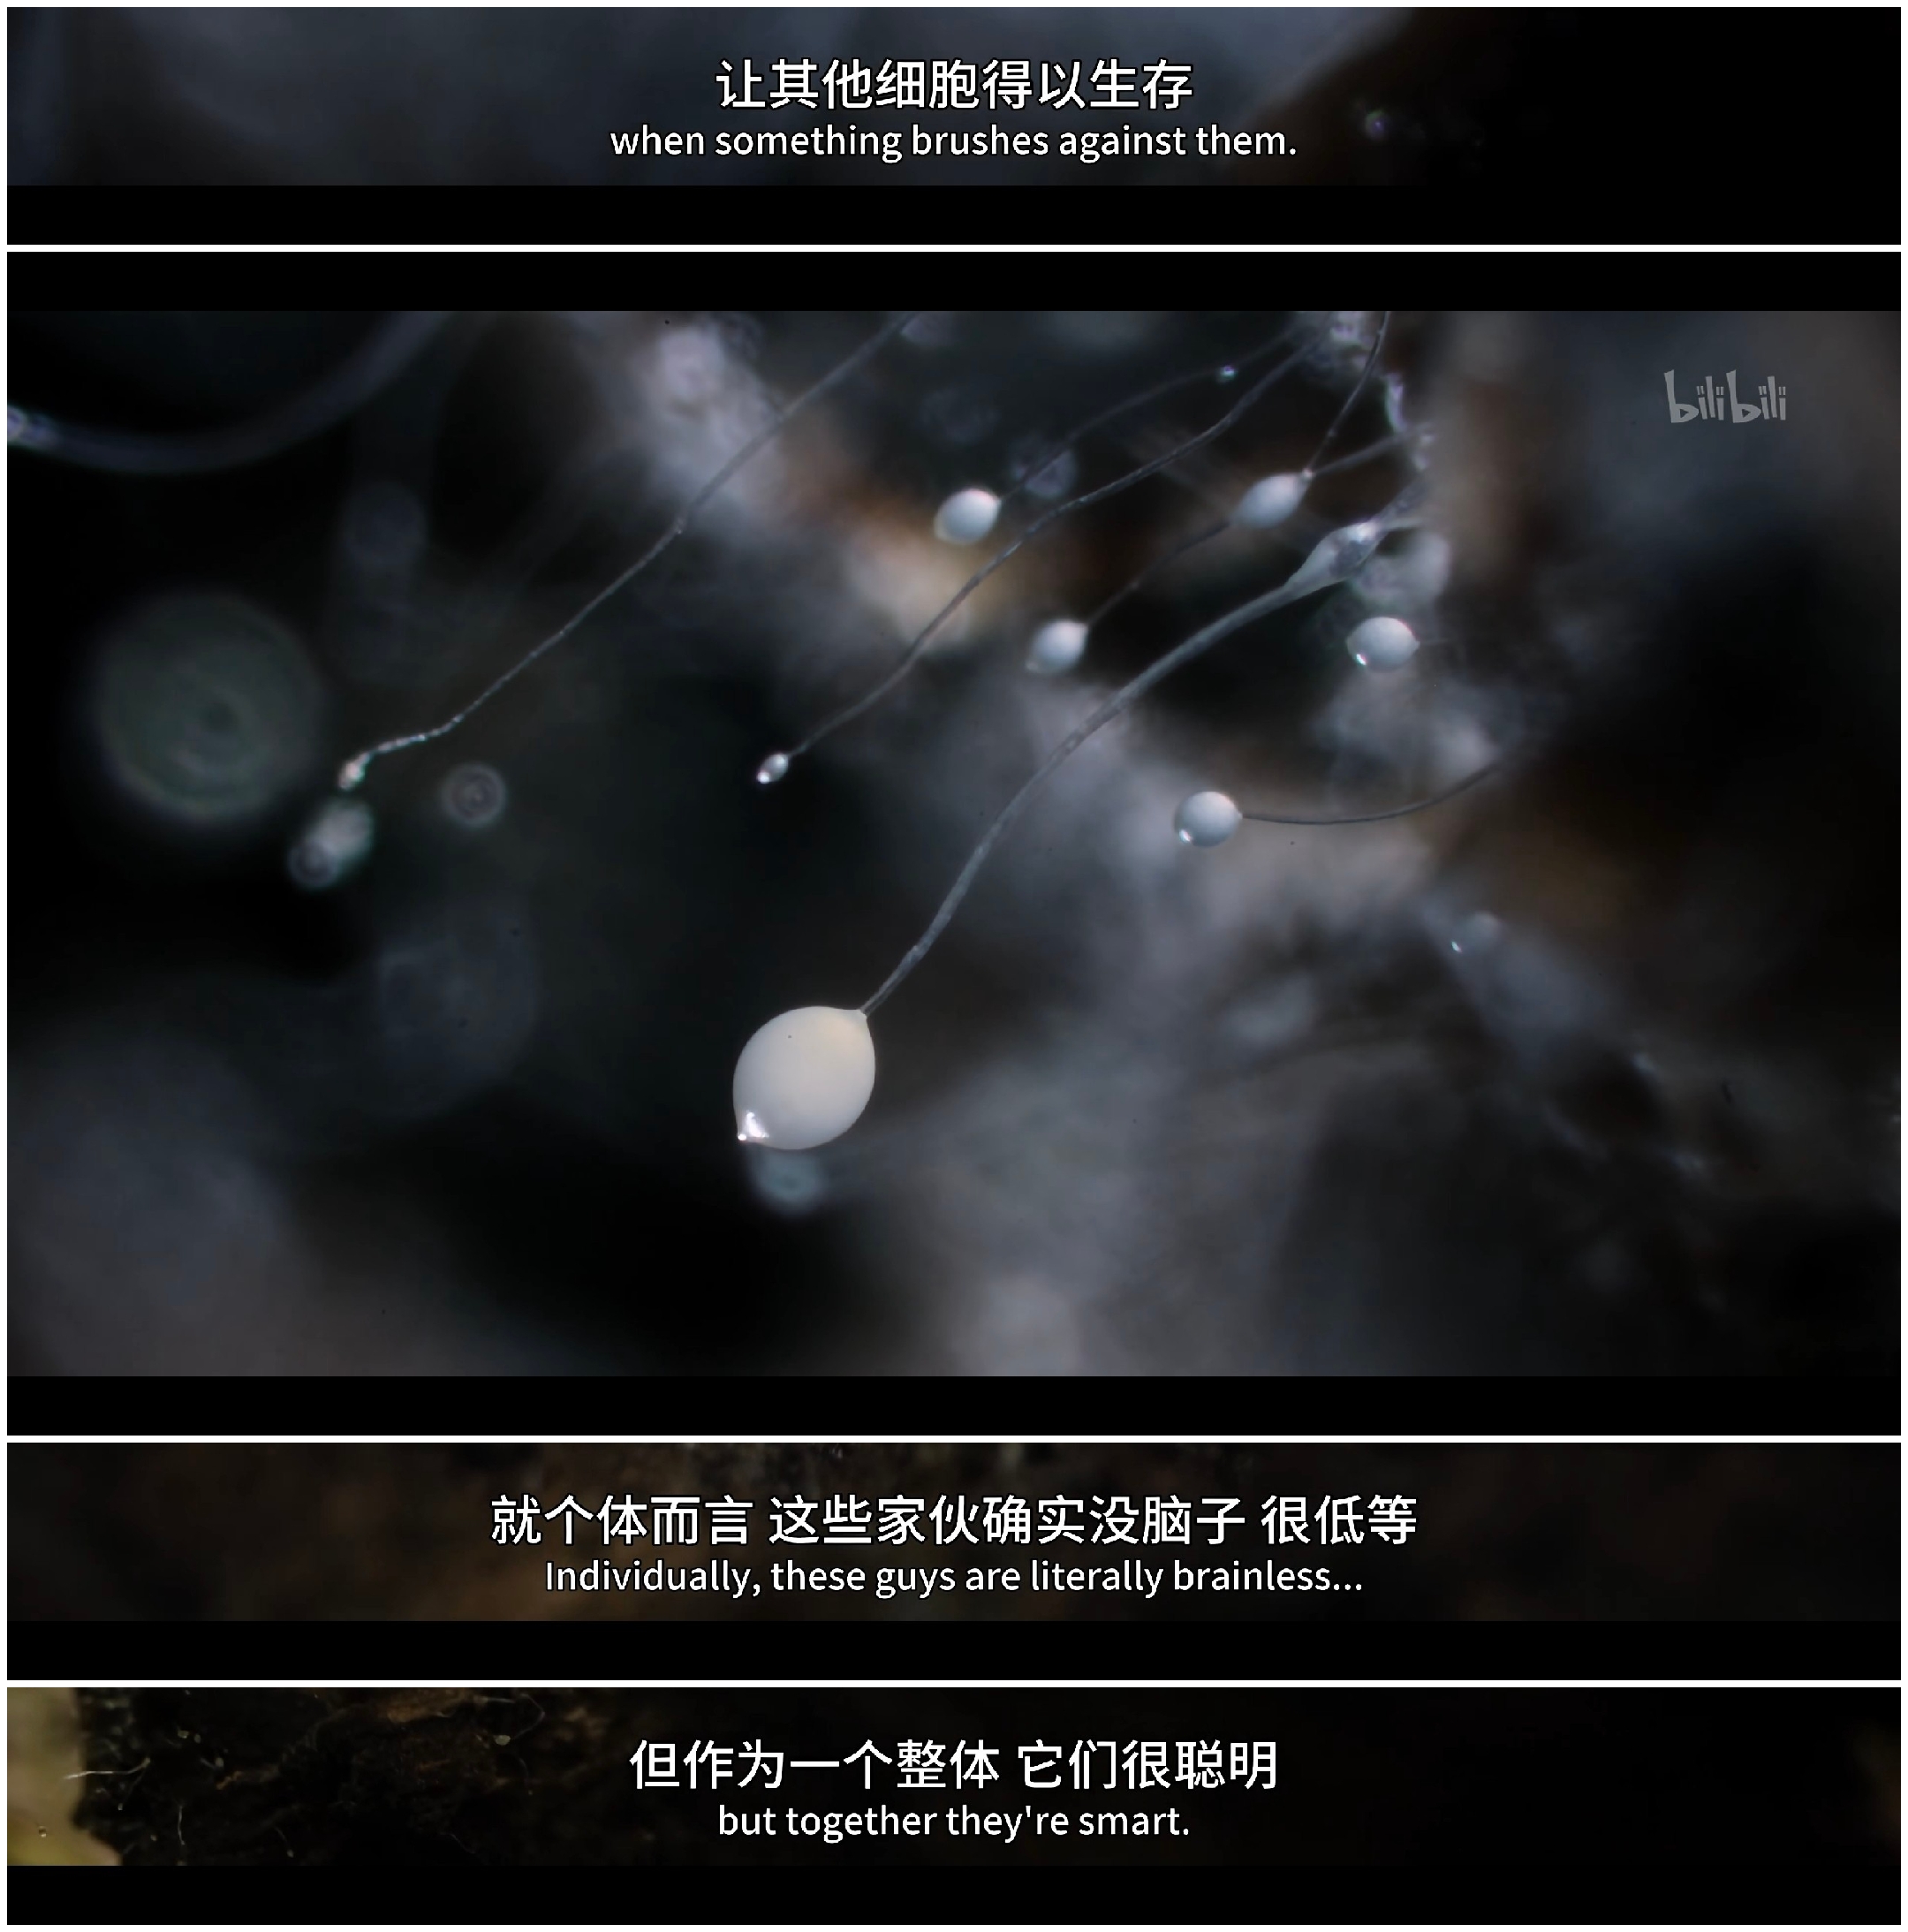 让其他细胞得以生存
when something brushes against them.
bilibili
就个体而言 这些家伙确实没脑子 很低等
Individually, these guys are literally brainless...
但作为一个整体 它们很聪明
but together they're smart.